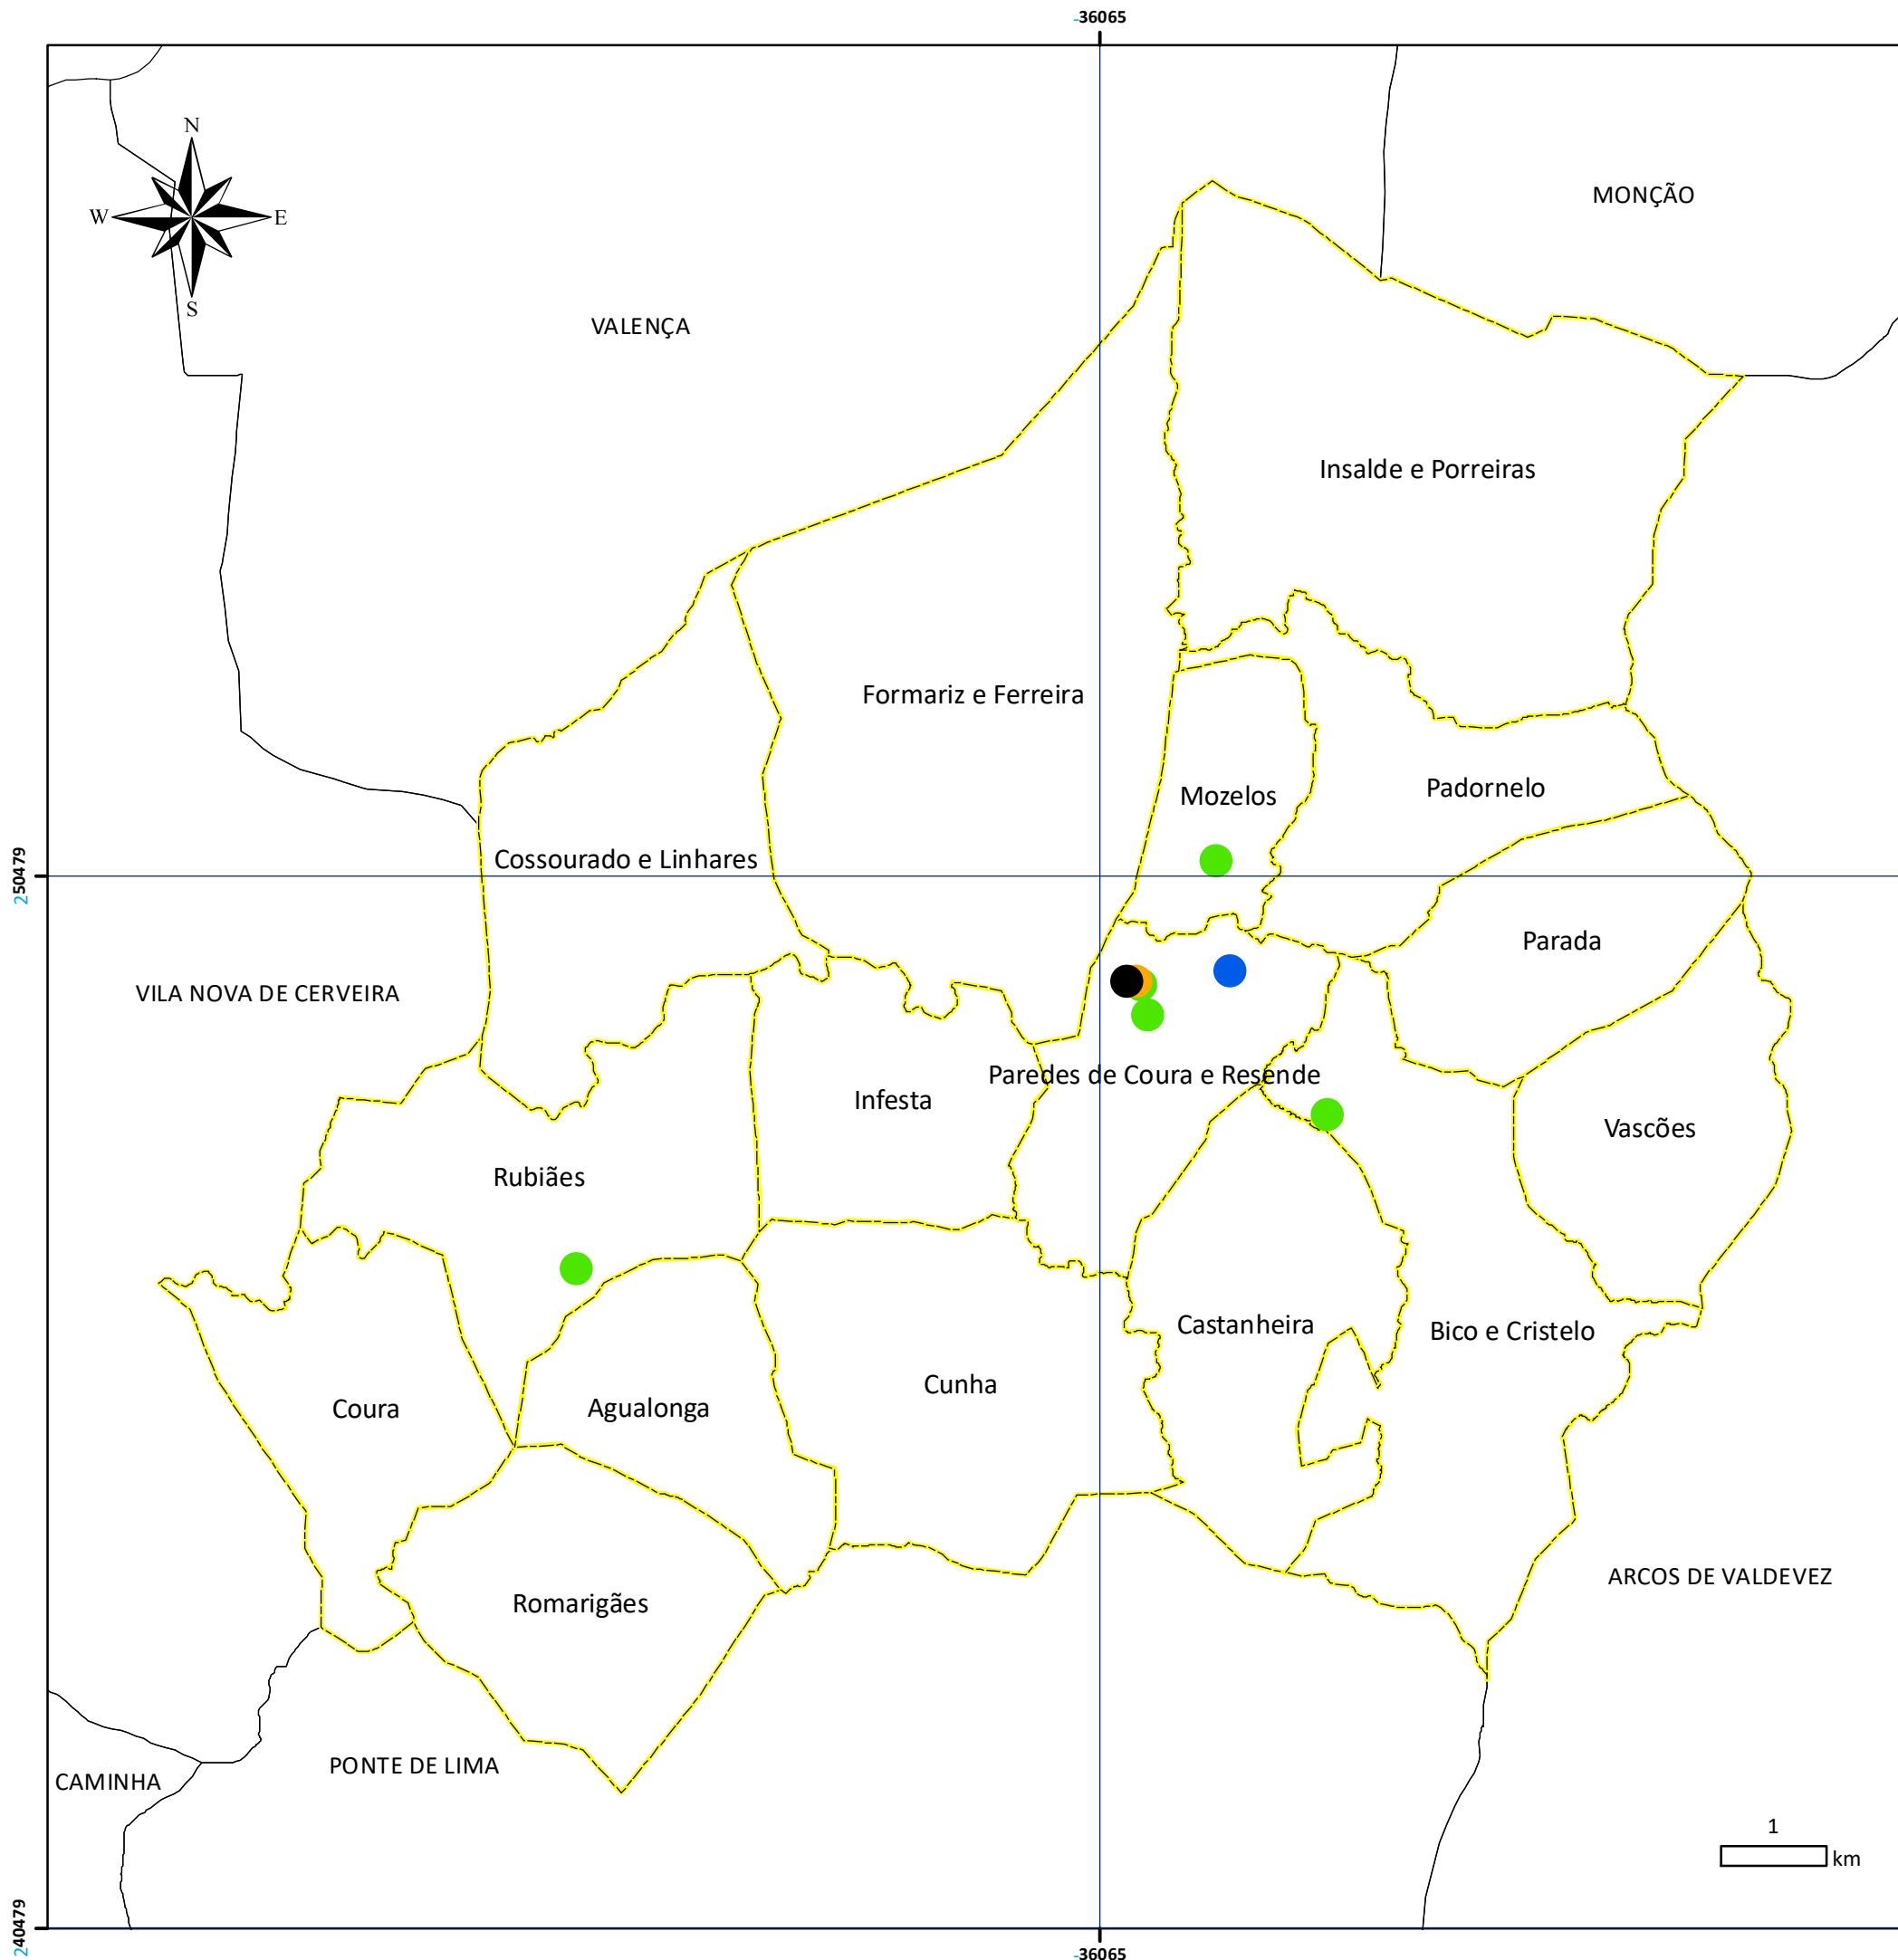 -36065
N
MONÇÃO
W
E
S
VALENÇA
Insalde e Porreiras
Formariz e Ferreira
Padornelo
Mozelos
Cossourado e Linhares
250479
Parada
VILA NOVA DE CERVEIRA
Paredes de Coura e Resende
Infesta
Vascões
Rubiães
Castanheira
Bico e Cristelo
Cunha
Coura
Agualonga
ARCOS DE VALDEVEZ
Romarigães
PONTE DE LIMA
CAMINHA
1
km
240479
-36065